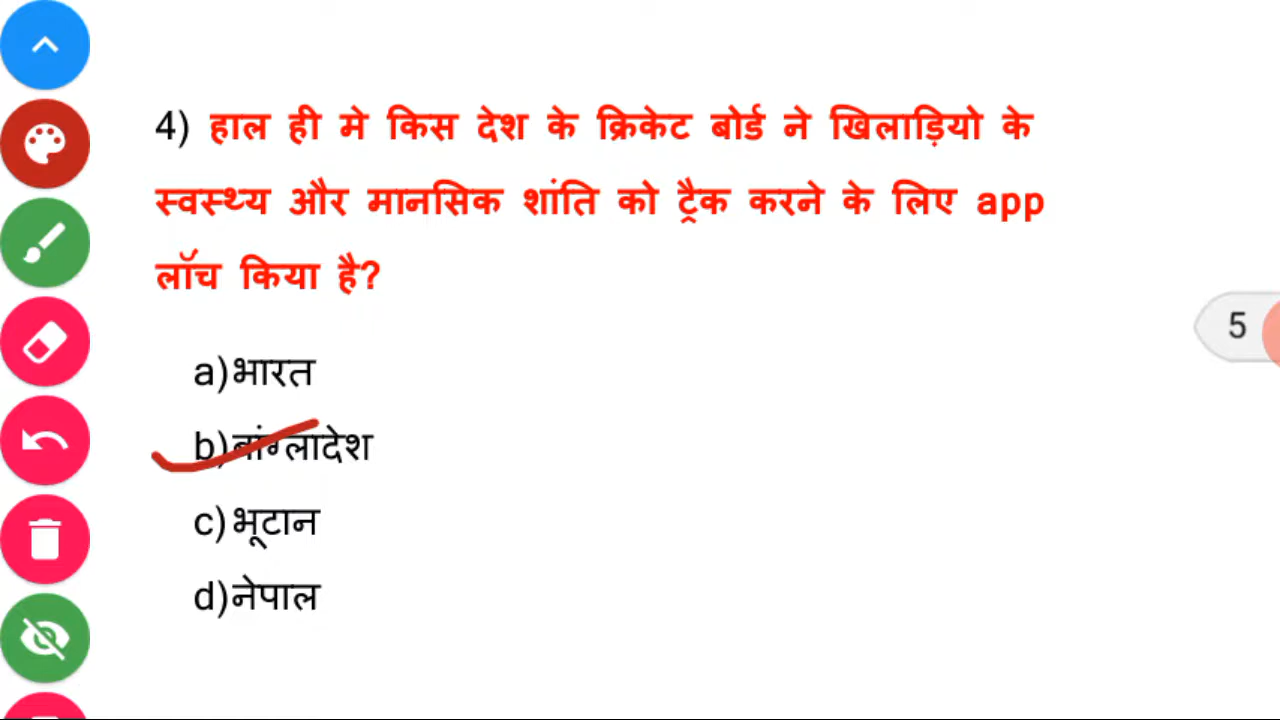 4) हाल ही मे किस देश के क्रिकेट बोर्ड ने खिलाड़ियो के
स्वस्थ्य और मानसिक शांति को ट्रैक करने के लिए app
लॉच किया है?
a)भारत
b)बांग्लादेश
c)भूटान
d)नेपाल
5